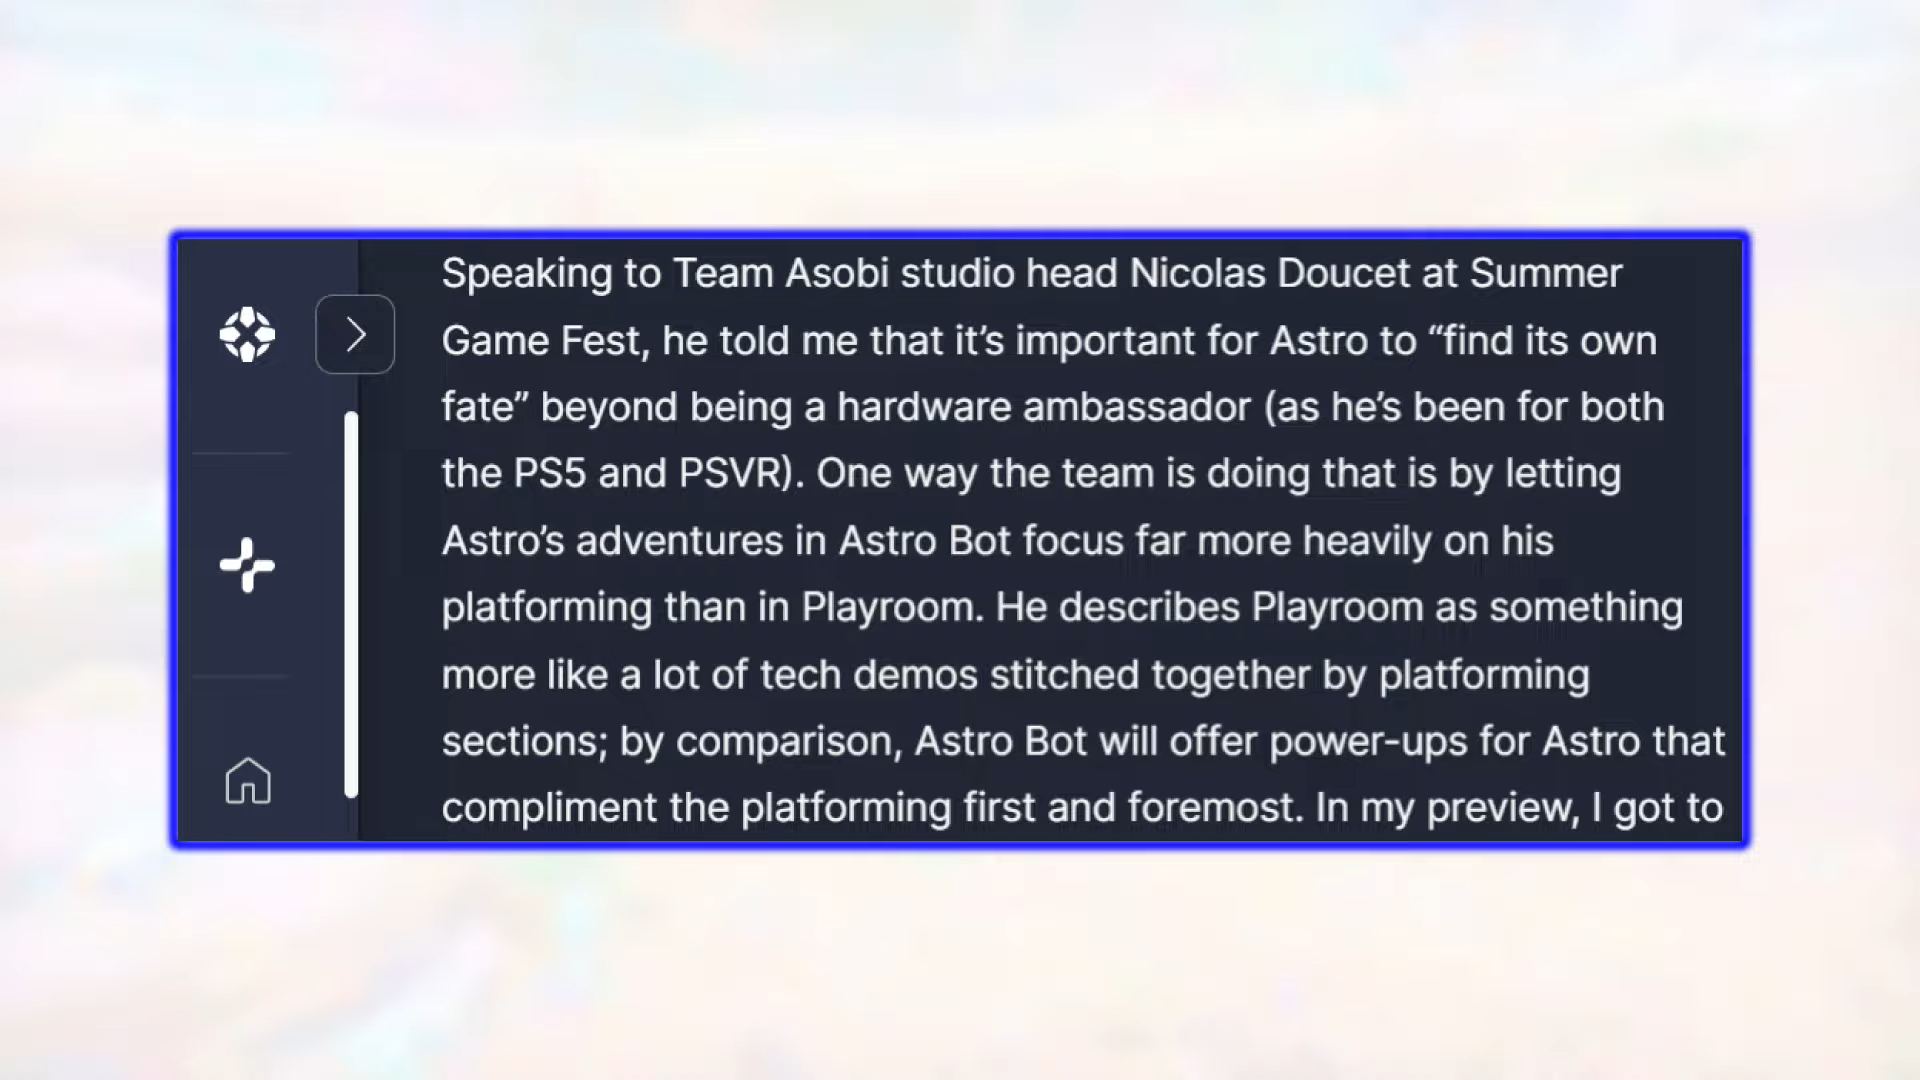 Speaking to Team Asobi studio head Nicolas Doucet at Summer
Game Fest, he told me that it’s important for Astro to “find its own
fate” beyond being a hardware ambassador (as he’s been for both
the PS5 and PSVR). One way the team is doing that is by letting
Astro’s adventures in Astro Bot focus far more heavily on his
platforming than in Playroom. He describes Playroom as something
more like a lot of tech demos stitched together by platforming
sections; by comparison, Astro Bot will offer power-ups for Astro that
compliment the platforming first and foremost. In my preview, I got to